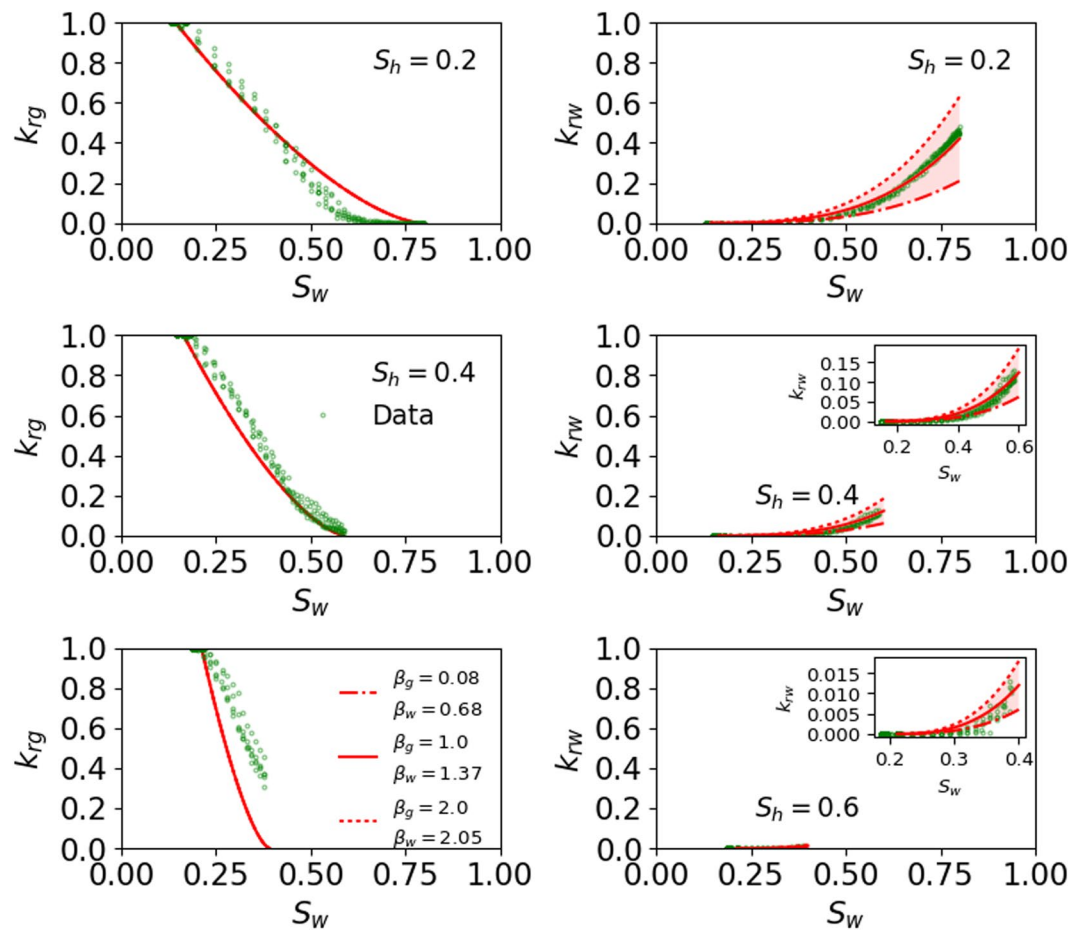 1.0
0.8
0.6
0.4
0.2
0.0
k_rg
S_h = 0.2
0.00 0.25 0.50 0.75 1.00
S_w
1.0
0.8
0.6
0.4
0.2
0.0
k_rw
S_h = 0.2
0.00 0.25 0.50 0.75 1.00
S_w
1.0
0.8
0.6
0.4
0.2
0.0
k_rg
S_h = 0.4
Data
0.00 0.25 0.50 0.75 1.00
S_w
1.0
0.8
0.6
0.4
0.2
0.0
k_rw
0.15
0.10
0.05
0.00
k_rw
0.2 0.4 0.6
S_w
S_h = 0.4
0.00 0.25 0.50 0.75 1.00
S_w
1.0
0.8
0.6
0.4
0.2
0.0
k_rg
β_g = 0.08
β_w = 0.68
β_g = 1.0
β_w = 1.37
β_g = 2.0
β_w = 2.05
0.00 0.25 0.50 0.75 1.00
S_w
1.0
0.8
0.6
0.4
0.2
0.0
k_rw
0.015
0.010
0.005
0.000
k_rw
0.2 0.3 0.4
S_w
S_h = 0.6
0.00 0.25 0.50 0.75 1.00
S_w